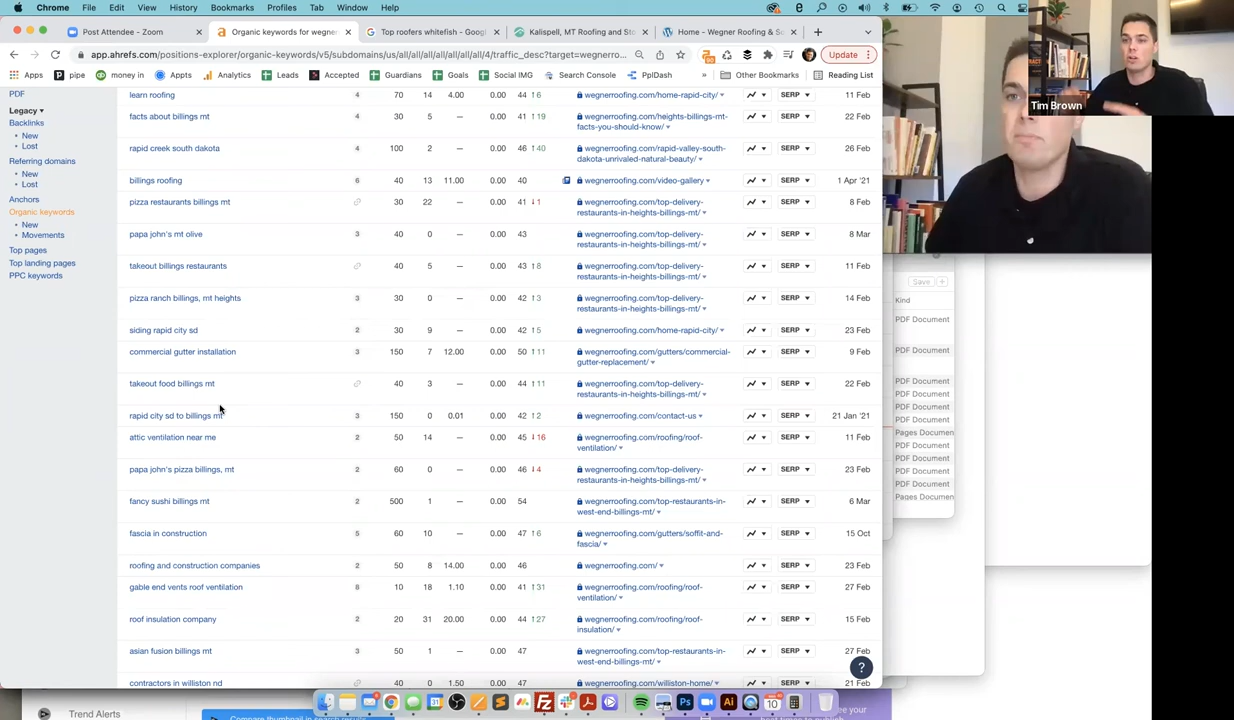 Chrome File Edit View History Bookmarks Profiles Tab Window Help
Post Attendee - Zoom
Organic keywords for wegner
Top roofers whitefish - Googl
Kalispell, MT Roofing and Sto
Home – Wegner Roofing & So
app.ahrefs.com/positions-explorer/organic-keywords/v5/subdomains/us/all/all/all/all/all/all/all/4/traffic_desc?target=wegnerro...
Update
Apps pipe money in Appts Analytics Leads Accepted Guardians Goals Social IMG Search Console PplDash » Other Bookmarks Reading List
Tim Brown
PDF
Legacy
Backlinks
New
Lost
Referring domains
New
Lost
Anchors
Organic keywords
New
Movements
Top pages
Top landing pages
PPC keywords
learn roofing 4 70 14 4.00 0.00 44 ↑6 wegnerroofing.com/home-rapid-city/ SERP 11 Feb
facts about billings mt 4 30 5 — 0.00 41 ↑19 wegnerroofing.com/heights-billings-mt-
facts-you-should-know/ SERP 22 Feb
rapid creek south dakota 4 100 2 — 0.00 46 ↑40 wegnerroofing.com/rapid-valley-south-
dakota-unrivaled-natural-beauty/ SERP 26 Feb
billings roofing 6 40 13 11.00 0.00 40 wegnerroofing.com/video-gallery SERP 1 Apr '21
pizza restaurants billings mt 30 22 — 0.00 41 ↓1 wegnerroofing.com/top-delivery-
restaurants-in-heights-billings-mt/ SERP 8 Feb
papa john's mt olive 3 40 0 — 0.00 43 wegnerroofing.com/top-delivery-
restaurants-in-heights-billings-mt/ SERP 8 Mar
takeout billings restaurants 40 5 — 0.00 43 ↑8 wegnerroofing.com/top-delivery-
restaurants-in-heights-billings-mt/ SERP 11 Feb
pizza ranch billings, mt heights 3 30 0 — 0.00 42 ↑3 wegnerroofing.com/top-delivery-
restaurants-in-heights-billings-mt/ SERP 14 Feb
siding rapid city sd 2 30 9 — 0.00 42 ↑5 wegnerroofing.com/home-rapid-city/ SERP 23 Feb
commercial gutter installation 3 150 7 12.00 0.00 50 ↑11 wegnerroofing.com/gutters/commercial-
gutter-replacement/ SERP 9 Feb
takeout food billings mt 40 3 — 0.00 44 ↑11 wegnerroofing.com/top-delivery-
restaurants-in-heights-billings-mt/ SERP 22 Feb
rapid city sd to billings mt 3 150 0 0.01 0.00 42 ↑2 wegnerroofing.com/contact-us SERP 21 Jan '21
attic ventilation near me 2 50 14 — 0.00 45 ↓16 wegnerroofing.com/roofing/roof-
ventilation/ SERP 11 Feb
papa john's pizza billings, mt 2 60 0 — 0.00 46 ↓4 wegnerroofing.com/top-delivery-
restaurants-in-heights-billings-mt/ SERP 23 Feb
fancy sushi billings mt 2 500 1 — 0.00 54 wegnerroofing.com/top-restaurants-in-
west-end-billings-mt/ SERP 6 Mar
fascia in construction 5 60 10 — 0.00 47 ↑6 wegnerroofing.com/gutters/soffit-and-
fascia/ SERP 15 Oct
roofing and construction companies 2 50 8 14.00 0.00 46 wegnerroofing.com/ SERP 23 Feb
gable end vents roof ventilation 8 10 18 1.10 0.00 41 ↑31 wegnerroofing.com/roofing/roof-
ventilation/ SERP 27 Feb
roof insulation company 2 20 31 20.00 0.00 44 ↑27 wegnerroofing.com/roofing/roof-
insulation/ SERP 15 Feb
asian fusion billings mt 3 50 1 — 0.00 47 wegnerroofing.com/top-restaurants-in-
west-end-billings-mt/ SERP 27 Feb
contractors in williston nd 40 0 1.50 0.00 47 wegnerroofing.com/williston-home/ SERP 21 Feb
?
Save +
Kind
PDF Document
PDF Document
PDF Document
PDF Document
PDF Document
PDF Document
Pages Documen
PDF Document
PDF Document
PDF Document
PDF Document
Pages Documen
Trend Alerts
Compare thumbnail in search results